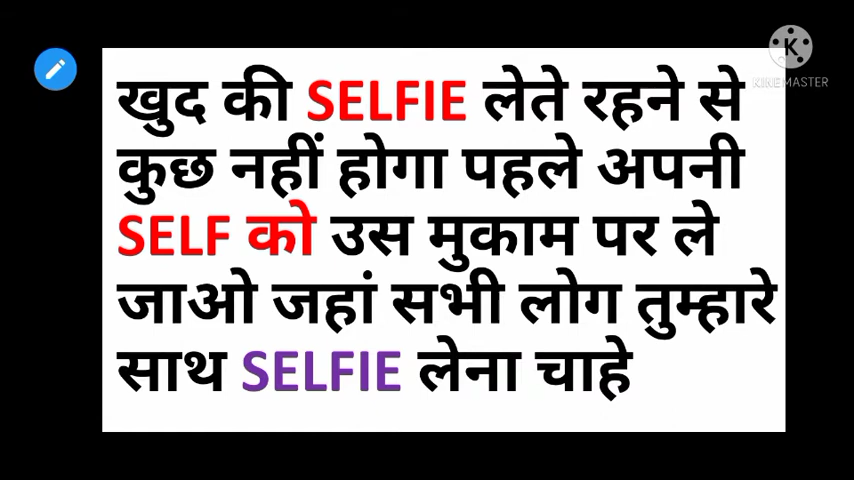 K
KINEMASTER
खुद की SELFIE लेते रहने से
कुछ नहीं होगा पहले अपनी
SELF को उस मुकाम पर ले
जाओ जहां सभी लोग तुम्हारे
साथ SELFIE लेना चाहे